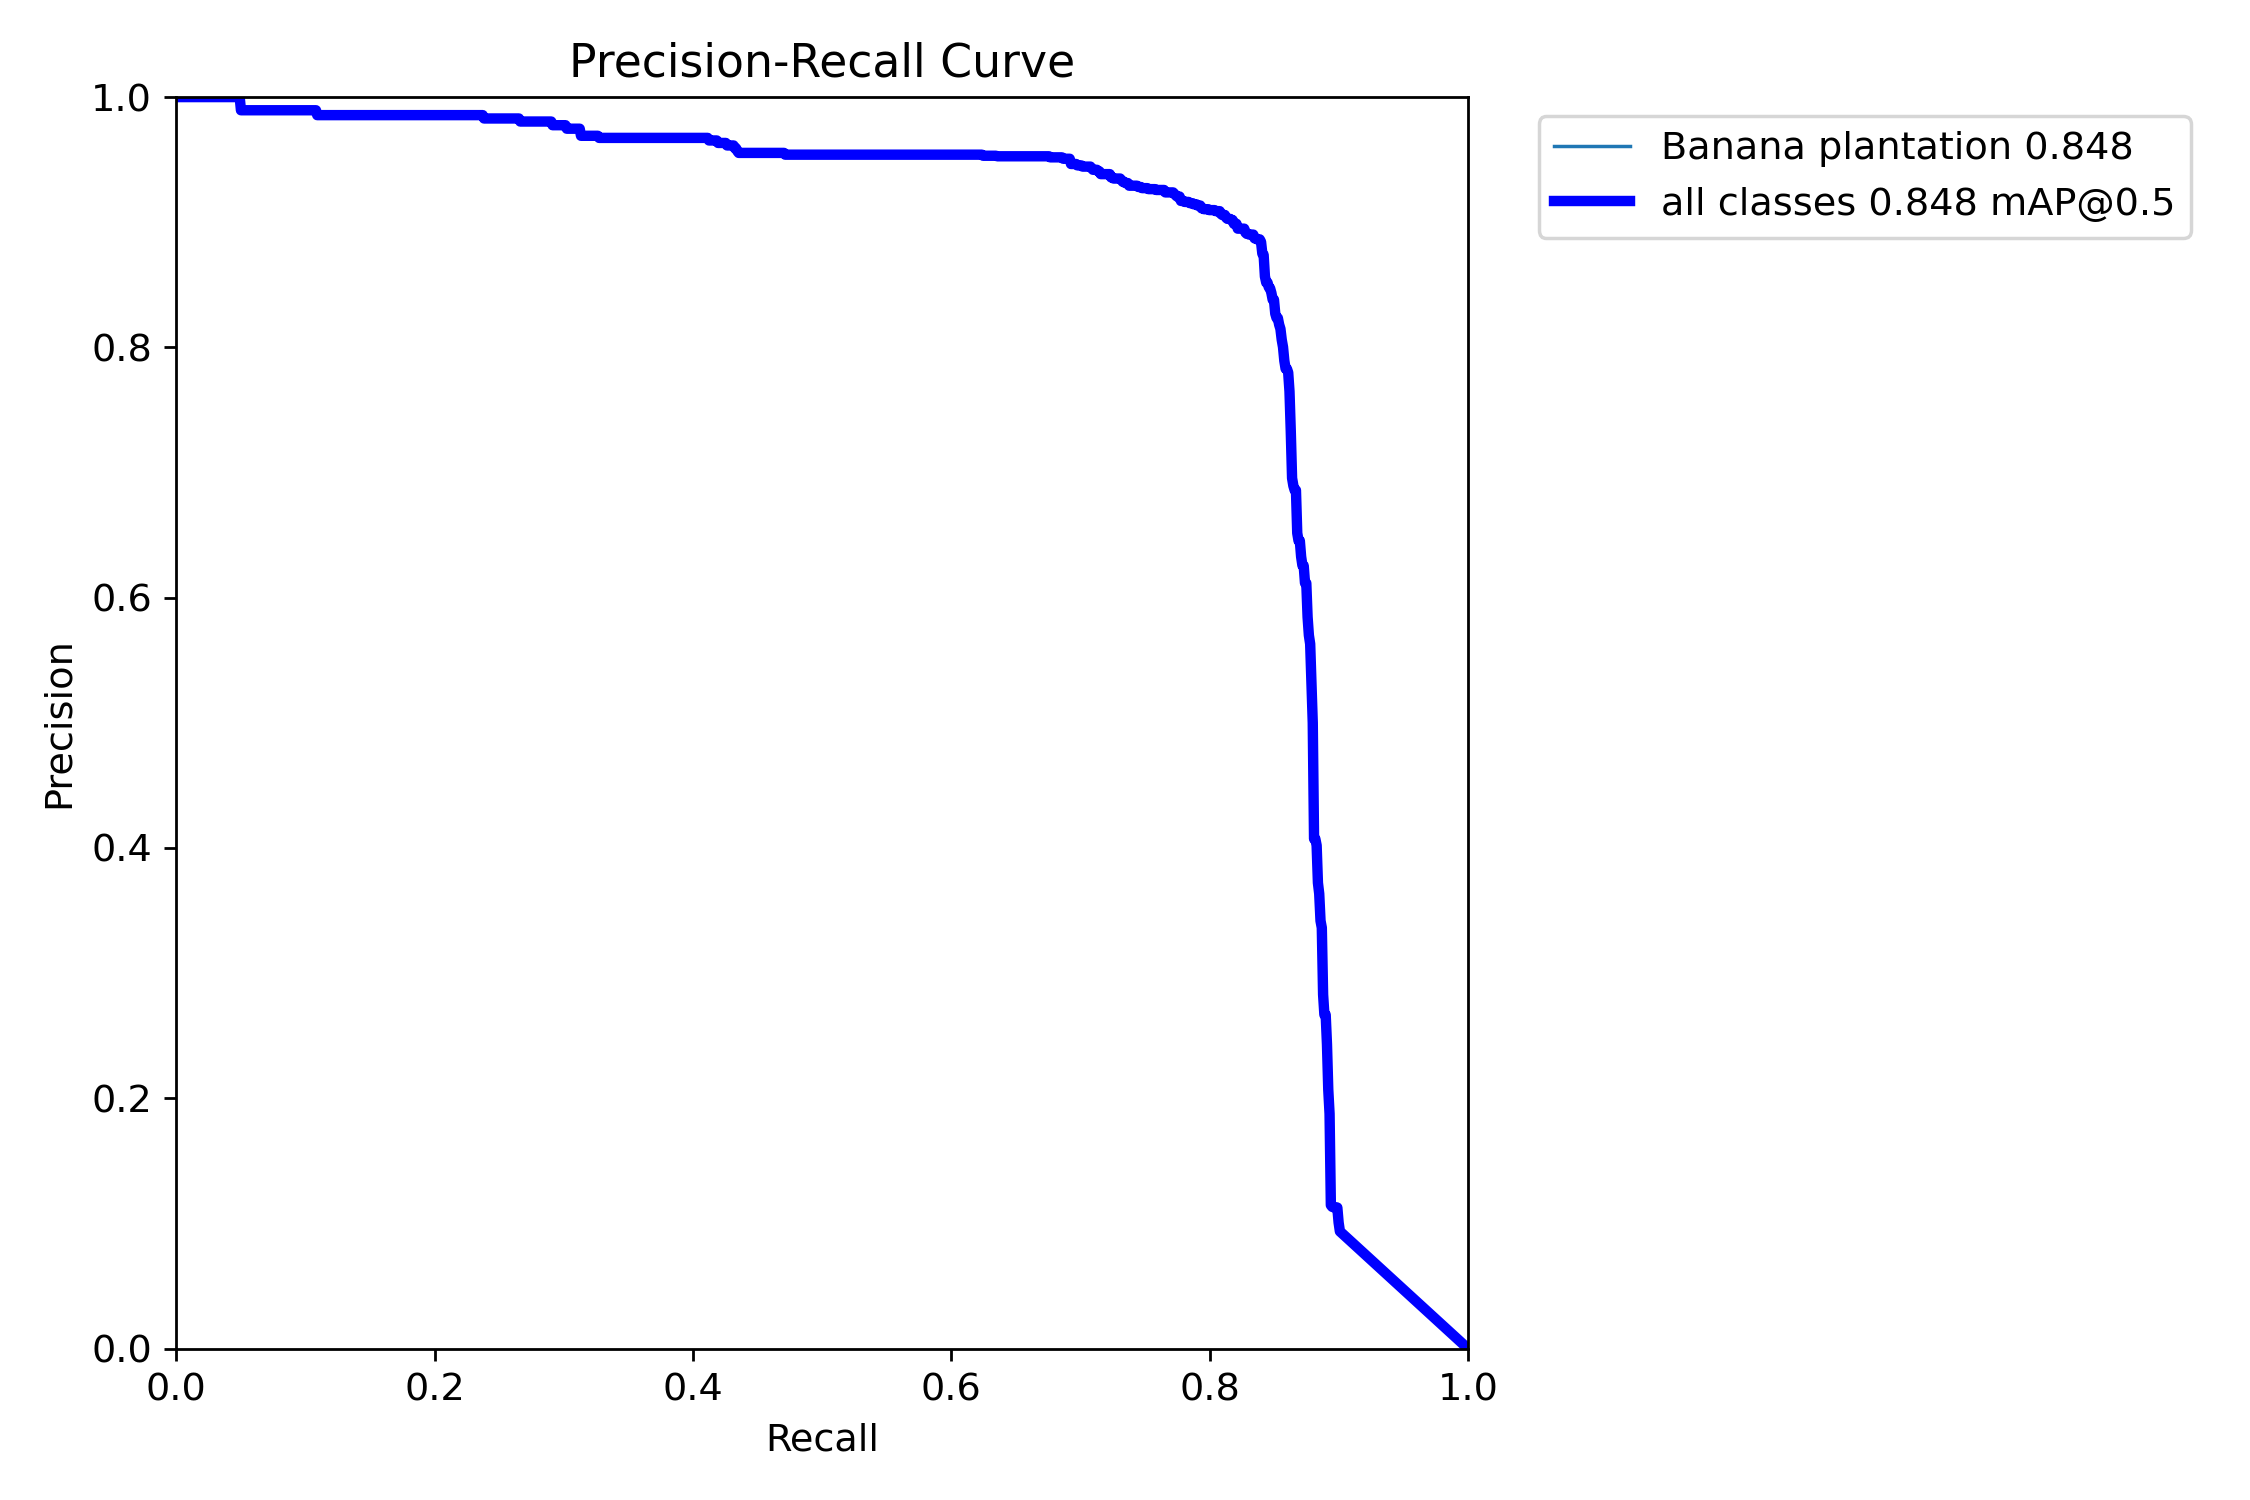 Precision-Recall Curve
1.0
0.8
0.6
0.4
0.2
0.0
Precision
0.0 0.2 0.4 0.6 0.8 1.0
Recall
Banana plantation 0.848
all classes 0.848 mAP@0.5